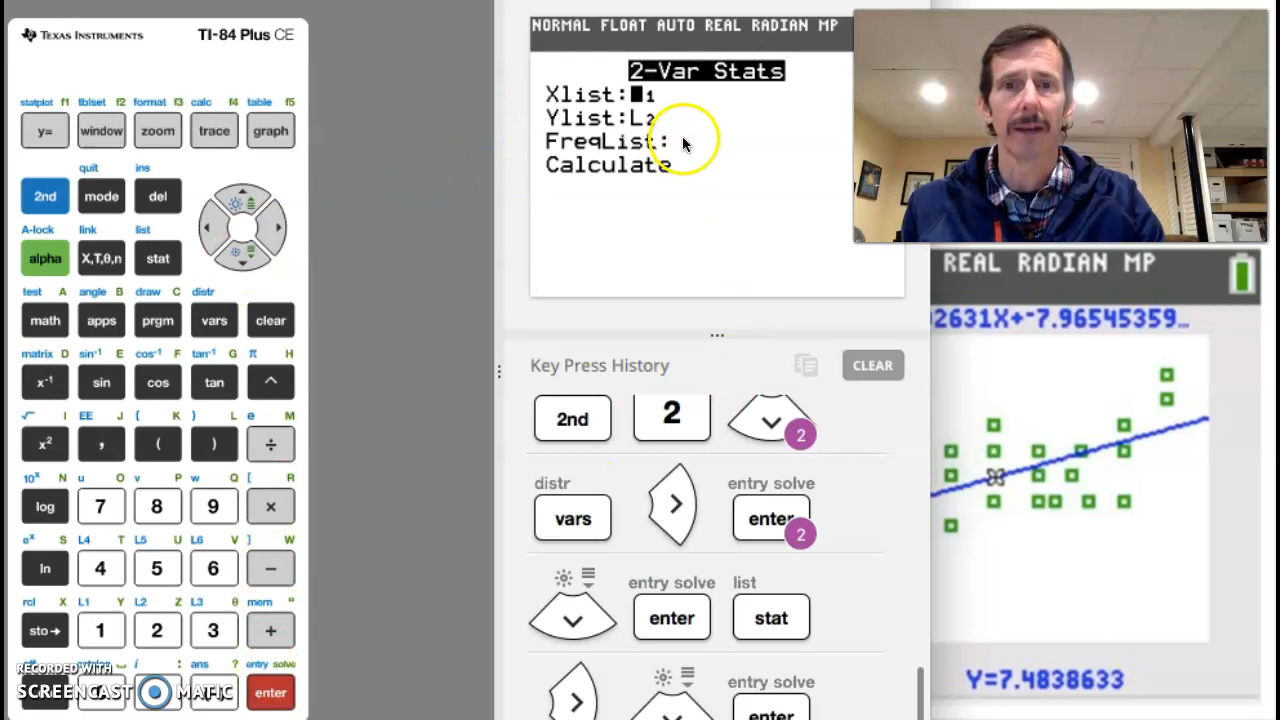 TEXAS INSTRUMENTS TI-84 Plus CE
statplot f1 tblset f2 format f3 calc f4 table f5
y= window zoom trace graph
quit ins
2nd mode del
A-lock link list
alpha X,T,θ,n stat
test A angle B draw C distr
math apps prgm vars clear
matrix D sin⁻¹ E cos⁻¹ F tan⁻¹ G π H
x⁻¹ sin cos tan ^
√ I EE J { K } L e M
x² , ( ) ÷
10ˣ N u O v P w Q [ R
log 7 8 9 ×
eˣ S L4 T L5 U L6 V ] W
ln 4 5 6 −
rcl X L1 Y L2 Z L3 θ mem "
sto→ 1 2 3 +
i : ans ? entry solve
enter
RECORDED WITH
SCREENCAST MATIC
NORMAL FLOAT AUTO REAL RADIAN MP
2-Var Stats
Xlist: 1
Ylist:L2
FreqList:
Calculate
Key Press History CLEAR
2nd 2 2
distr entry solve
vars enter 2
entry solve list
enter stat
entry solve
enter
REAL RADIAN MP
2631X+-7.96545359...
Y=7.4838633